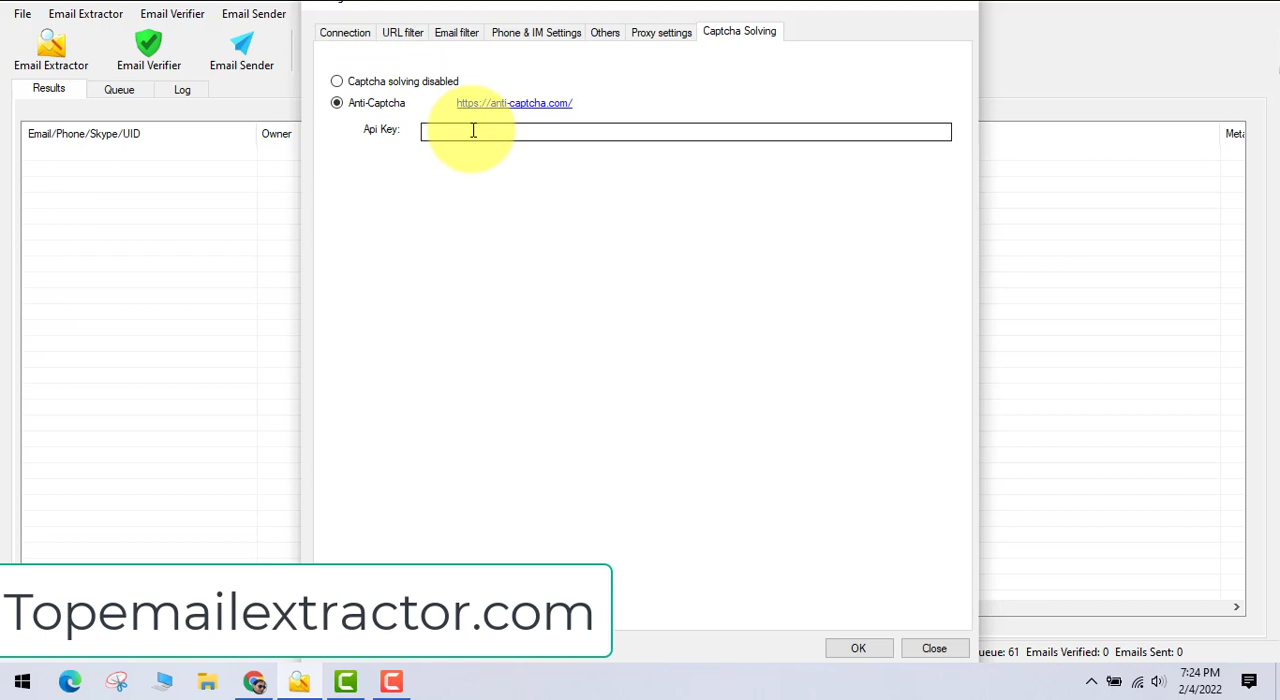 File Email Extractor Email Verifier Email Sender
Email Extractor Email Verifier Email Sender
Results Queue Log
Email/Phone/Skype/UID Owner
Connection URL filter Email filter Phone & IM Settings Others Proxy settings Captcha Solving
Captcha solving disabled
Anti-Captcha https://anti-captcha.com/
Api Key:
Topemailextractor.com
OK Close
ueue: 61 Emails Verified: 0 Emails Sent: 0
7:24 PM
2/4/2022